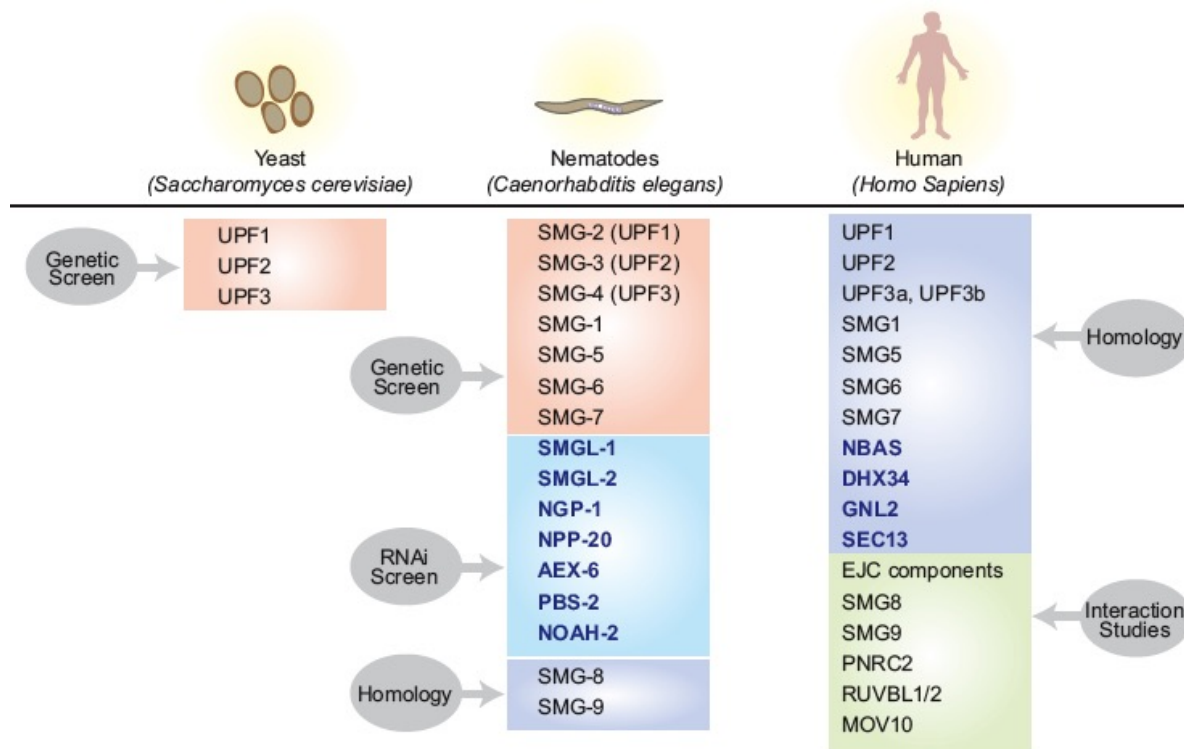 Yeast
(Saccharomyces cerevisiae)
Nematodes
(Caenorhabditis elegans)
Human
(Homo Sapiens)
Genetic
Screen
UPF1
UPF2
UPF3
Genetic
Screen
SMG-2 (UPF1)
SMG-3 (UPF2)
SMG-4 (UPF3)
SMG-1
SMG-5
SMG-6
SMG-7
RNAi
Screen
SMGL-1
SMGL-2
NGP-1
NPP-20
AEX-6
PBS-2
NOAH-2
Homology
SMG-8
SMG-9
UPF1
UPF2
UPF3a, UPF3b
SMG1
SMG5
SMG6
SMG7
NBAS
DHX34
GNL2
SEC13
Homology
EJC components
SMG8
SMG9
PNRC2
RUVBL1/2
MOV10
Interaction
Studies